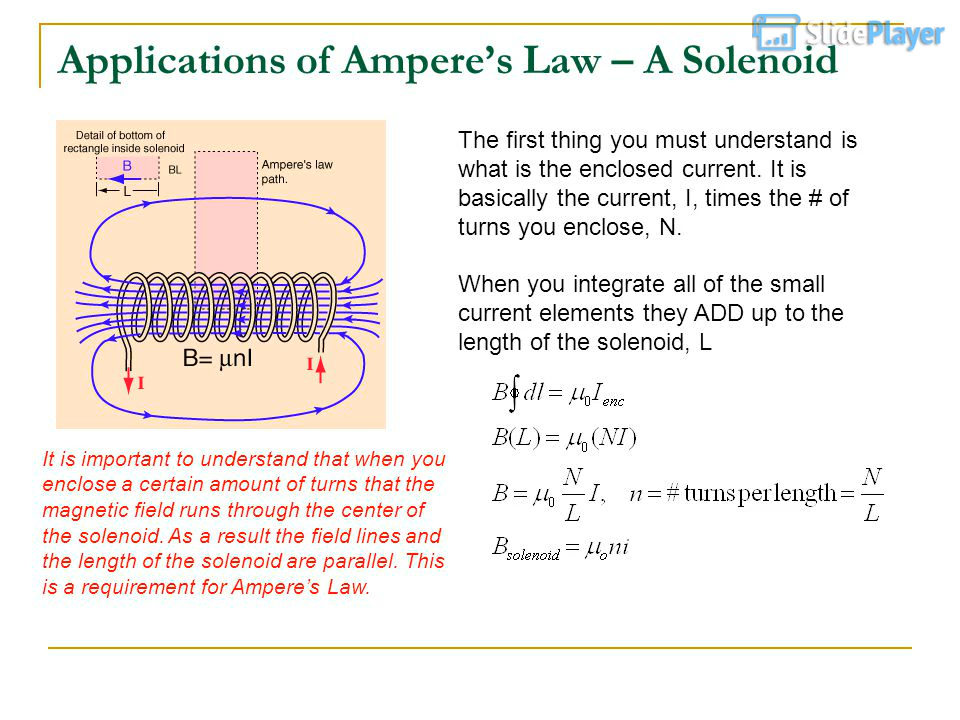 SlidePlayer
Applications of Ampere’s Law – A Solenoid
Detail of bottom of
rectangle inside solenoid
B
BL
L
Ampere's law
path.
B= μnI
I
I
The first thing you must understand is
what is the enclosed current. It is
basically the current, I, times the # of
turns you enclose, N.
When you integrate all of the small
current elements they ADD up to the
length of the solenoid, L
B∮dl = μ₀I_enc
B(L) = μ₀(NI)
B = μ₀ N/L I, n = # turns per length = N/L
B_solenoid = μ_o ni
It is important to understand that when you
enclose a certain amount of turns that the
magnetic field runs through the center of
the solenoid. As a result the field lines and
the length of the solenoid are parallel. This
is a requirement for Ampere’s Law.